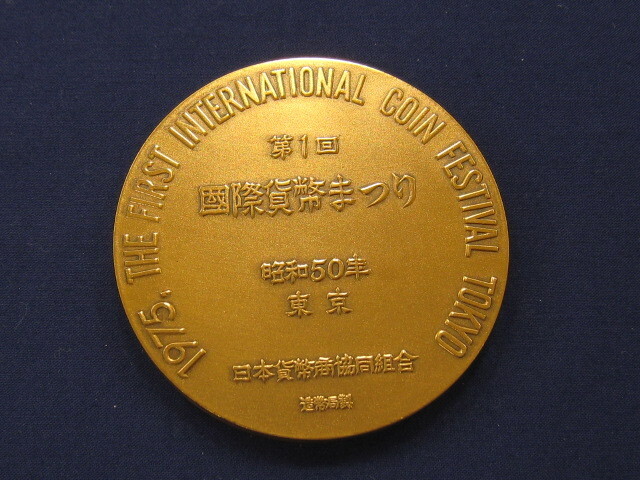 1975, THE FIRST INTERNATIONAL COIN FESTIVAL TOKYO
第1回
國際貨幣まつり
昭和50年
東京
日本貨幣商協同組合
造幣局製